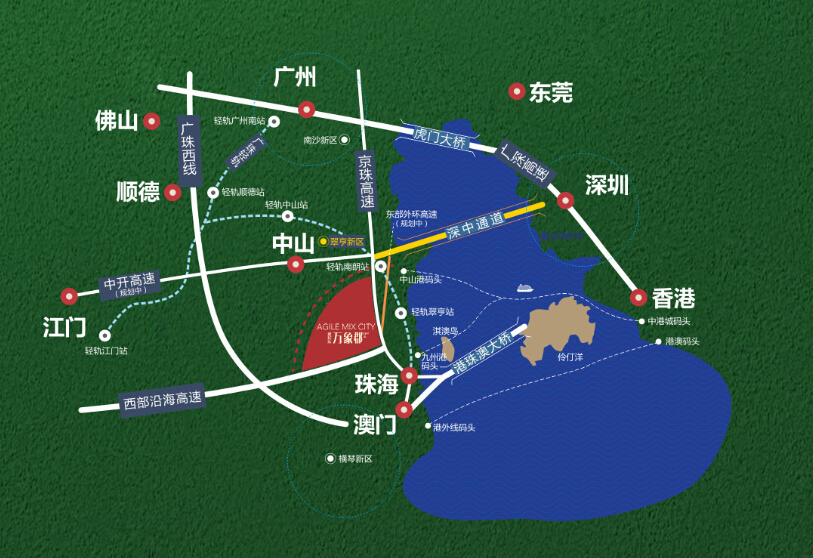 广州
东莞
佛山
轻轨广州南站
广珠西线
虎门大桥
南沙新区
广珠轻轨
广深高速
京珠高速
深圳
顺德
轻轨顺德站
轻轨中山站
东部外环高速
（规划中）
深中通道
中山
翠亨新区
轻轨南朗站
中山港码头
中开高速
（规划中）
江门
香港
轻轨翠亨站
中港城码头
AGILE MIX CITY
万象郡
淇澳岛
港珠澳大桥
港澳码头
轻轨江门站
九州港
码头
伶仃洋
珠海
西部沿海高速
澳门
港外线码头
横琴新区